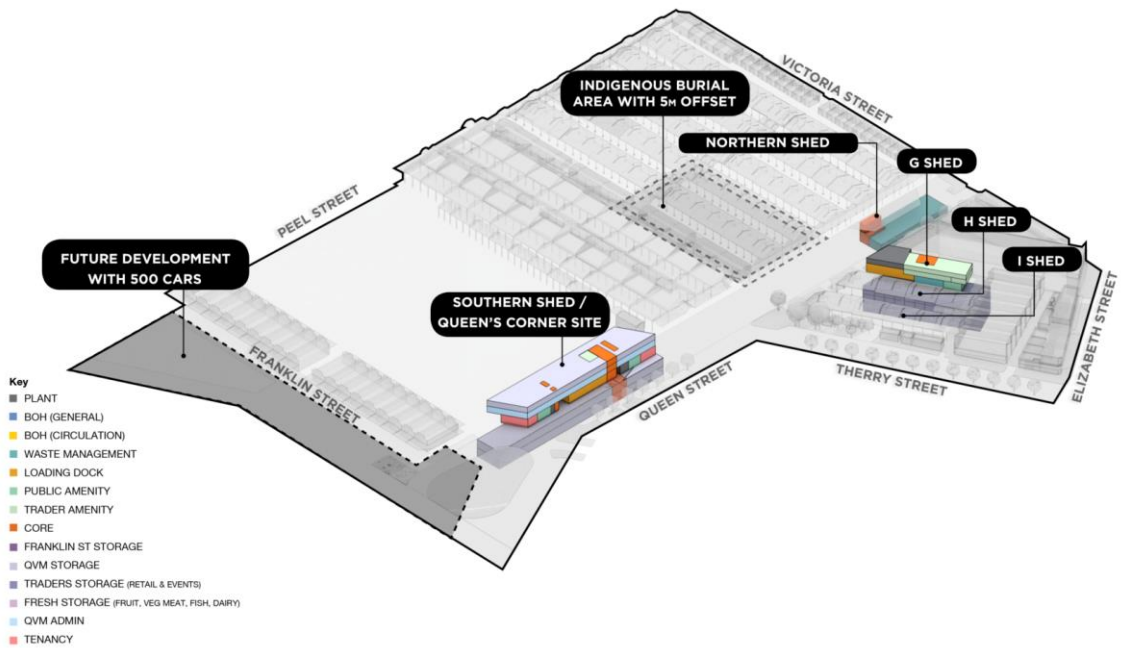 VICTORIA STREET
INDIGENOUS BURIAL
AREA WITH 5M OFFSET
NORTHERN SHED
G SHED
H SHED
I SHED
PEEL STREET
FUTURE DEVELOPMENT
WITH 500 CARS
SOUTHERN SHED /
QUEEN'S CORNER SITE
FRANKLIN STREET
QUEEN STREET
THERRY STREET
ELIZABETH STREET
Key
PLANT
BOH (GENERAL)
BOH (CIRCULATION)
WASTE MANAGEMENT
LOADING DOCK
PUBLIC AMENITY
TRADER AMENITY
CORE
FRANKLIN ST STORAGE
QVM STORAGE
TRADERS STORAGE (RETAIL & EVENTS)
FRESH STORAGE (FRUIT, VEG MEAT, FISH, DAIRY)
QVM ADMIN
TENANCY